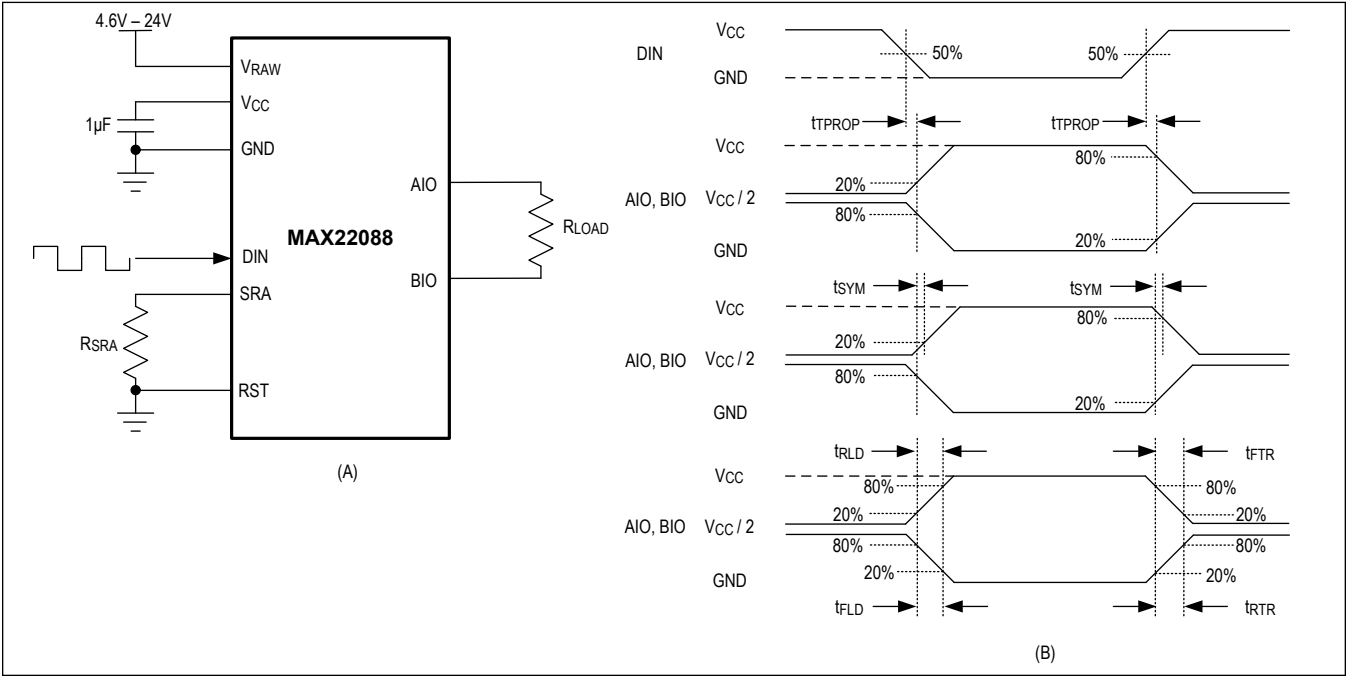 4.6V – 24V
VRAW
VCC
1µF
GND
AIO
RLOAD
MAX22088
DIN
BIO
SRA
RSRA
RST
(A)
DIN
VCC
50%
50%
GND
tTPROP
tTPROP
VCC
80%
20%
AIO, BIO
VCC / 2
80%
20%
GND
tSYM
tSYM
VCC
80%
20%
AIO, BIO
VCC / 2
80%
20%
GND
tRLD
tFTR
VCC
80%
80%
20%
20%
AIO, BIO
VCC / 2
80%
80%
20%
20%
GND
tFLD
tRTR
(B)